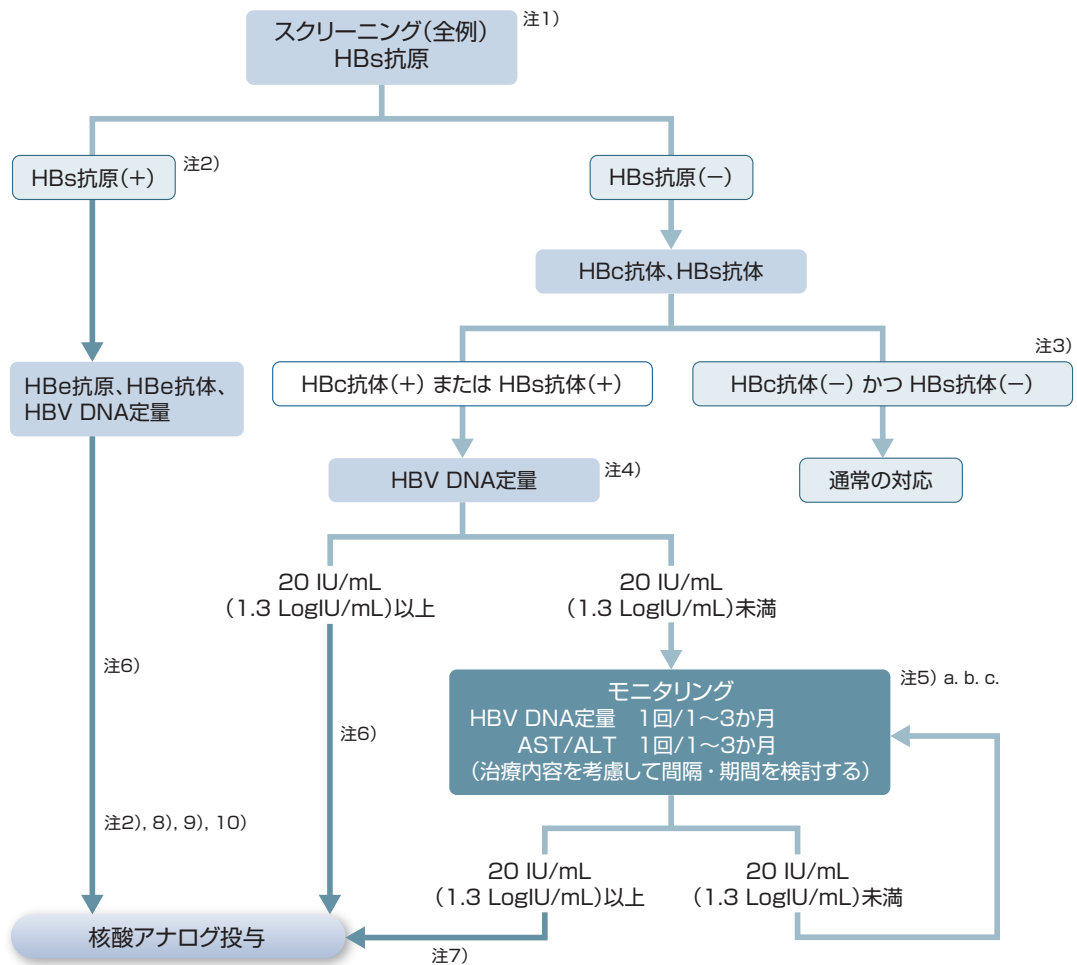 スクリーニング(全例)
HBs抗原
注1)
HBs抗原(+)
注2)
HBs抗原(−)
HBc抗体、HBs抗体
注3)
HBe抗原、HBe抗体、
HBV DNA定量
HBc抗体(+) または HBs抗体(+)
HBc抗体(−) かつ HBs抗体(−)
HBV DNA定量
注4)
通常の対応
20 IU/mL
(1.3 LogIU/mL)以上
20 IU/mL
(1.3 LogIU/mL)未満
注6)
注6)
モニタリング
HBV DNA定量 1回/1〜3か月
AST/ALT 1回/1〜3か月
(治療内容を考慮して間隔・期間を検討する)
注5) a. b. c.
注2), 8), 9), 10)
20 IU/mL
(1.3 LogIU/mL)以上
20 IU/mL
(1.3 LogIU/mL)未満
核酸アナログ投与
注7)